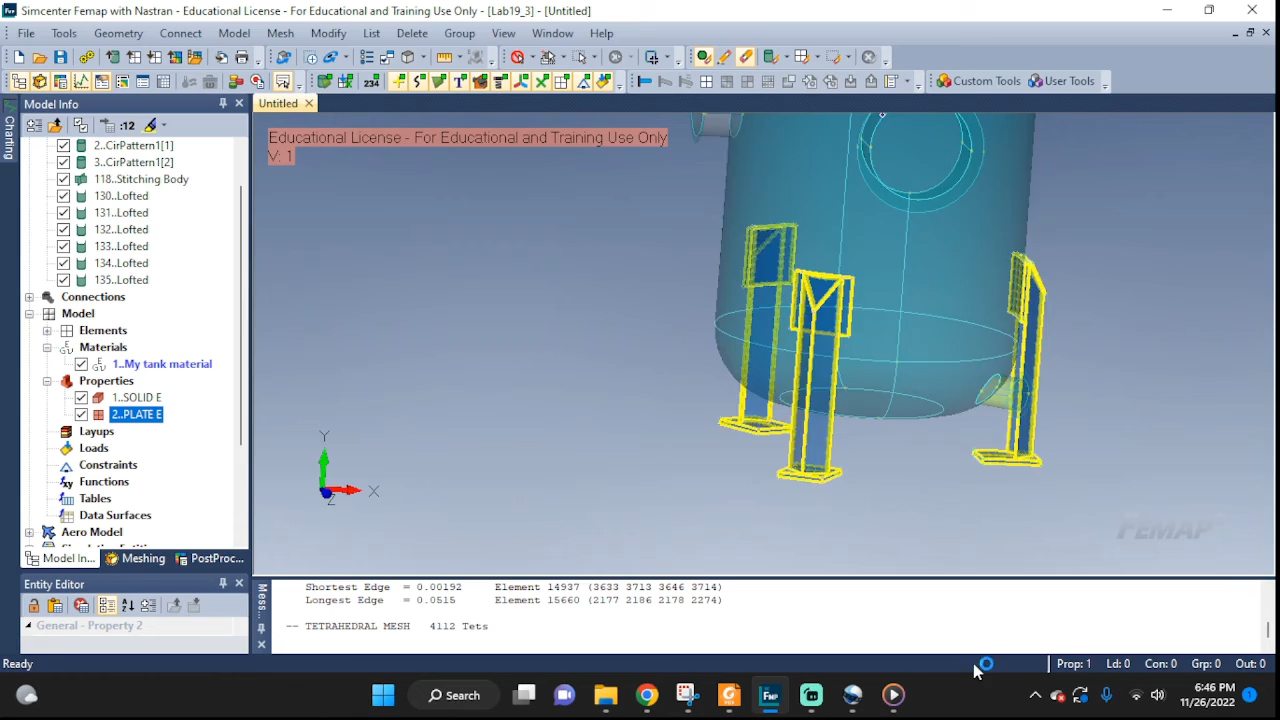 Simcenter Femap with Nastran - Educational License - For Educational and Training Use Only - [Lab19_3] - [Untitled]
File Tools Geometry Connect Model Mesh Modify List Delete Group View Window Help
234 Custom Tools User Tools
Model Info
Untitled
Charting
:12
Educational License - For Educational and Training Use Only
V: 1
2..CirPattern1[1]
3..CirPattern1[2]
118..Stitching Body
130..Lofted
131..Lofted
132..Lofted
133..Lofted
134..Lofted
135..Lofted
Connections
Model
Elements
Materials
1..My tank material
Properties
1..SOLID E
2..PLATE E
Layups
Loads
Constraints
Functions
Tables
Data Surfaces
Aero Model
Y
X
Z
FEMAP
Model In... Meshing PostProc...
Entity Editor
General - Property 2
Mess...
Shortest Edge = 0.00192 Element 14937 (3633 3713 3646 3714)
Longest Edge = 0.0515 Element 15660 (2177 2186 2178 2274)
-- TETRAHEDRAL MESH 4112 Tets
Ready
Prop: 1 Ld: 0 Con: 0 Grp: 0 Out: 0
Search
FMP
6:46 PM
11/26/2022
1